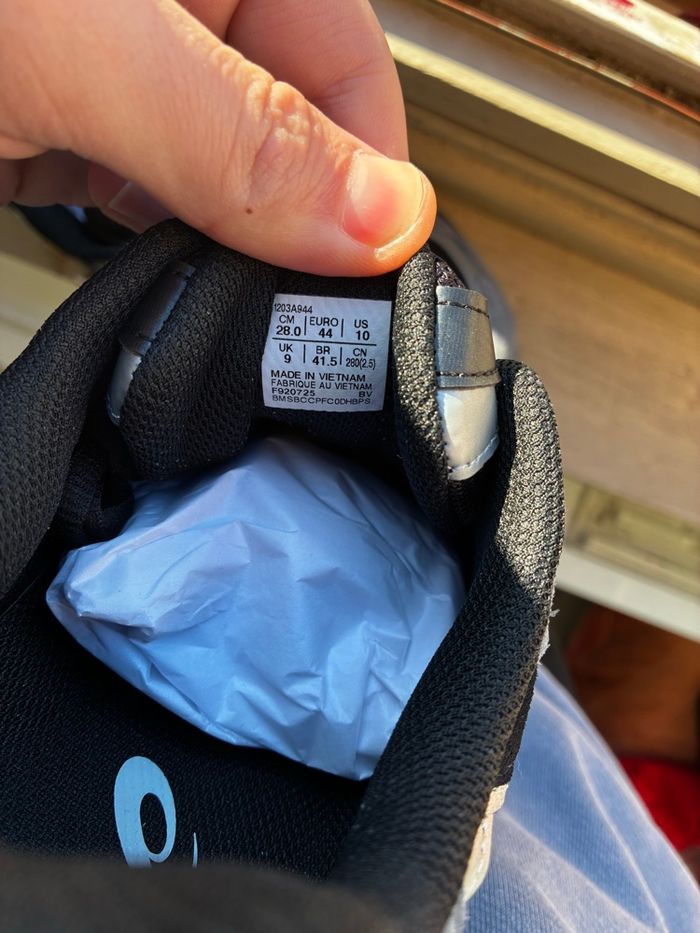 1203A944
CM EURO US
28.0 44 10
UK BR CN
9 41.5 280(2.5)
MADE IN VIETNAM
FABRIQUE AU VIETNAM
F920725 BV
BMSBCCPFC0DHBPS